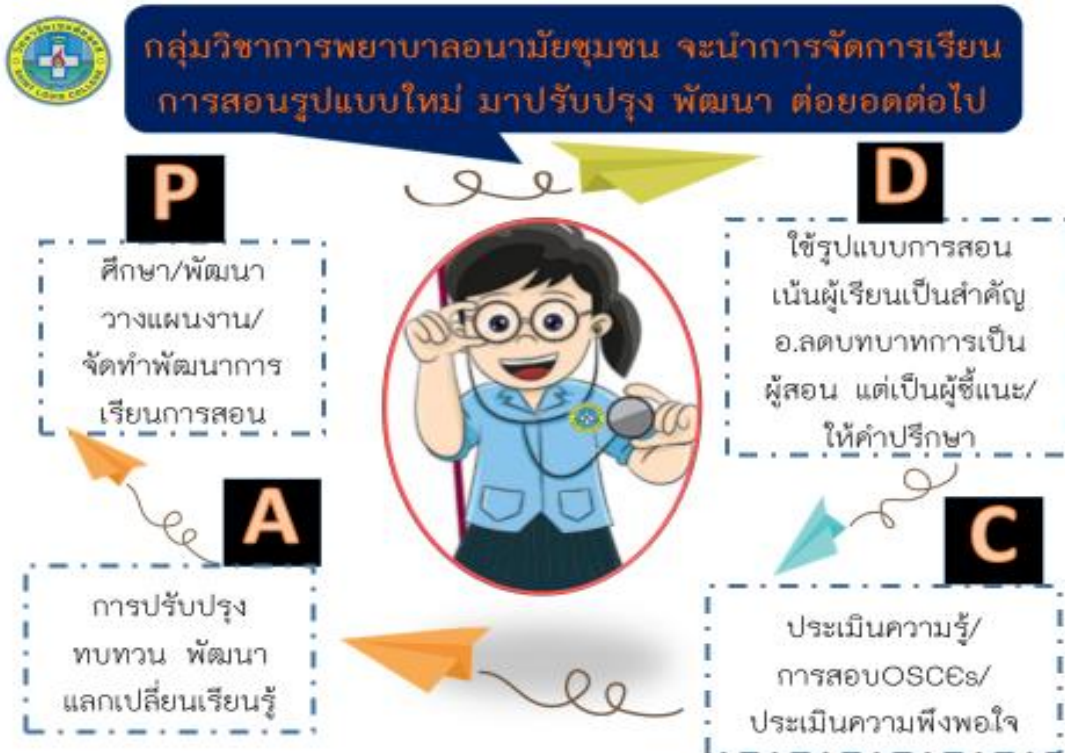 กลุ่มวิชาการพยาบาลอนามัยชุมชน จะนำการจัดการเรียน
การสอนรูปแบบใหม่ มาปรับปรุง พัฒนา ต่อยอดต่อไป
P
ศึกษา/พัฒนา
วางแผนงาน/
จัดทำพัฒนาการ
เรียนการสอน
D
ใช้รูปแบบการสอน
เน้นผู้เรียนเป็นสำคัญ
อ.ลดบทบาทการเป็น
ผู้สอน แต่เป็นผู้ชี้แนะ/
ให้คำปรึกษา
C
ประเมินความรู้/
การสอบOSCEs/
ประเมินความพึงพอใจ
A
การปรับปรุง
ทบทวน พัฒนา
แลกเปลี่ยนเรียนรู้